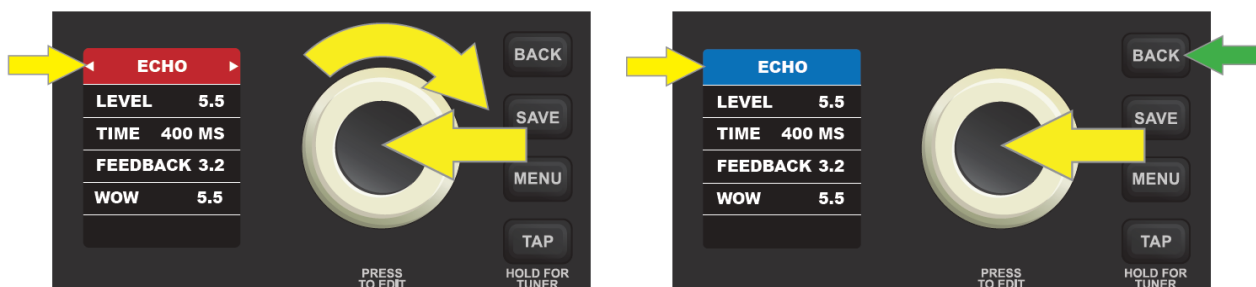 ECHO
LEVEL 5.5
TIME 400 MS
FEEDBACK 3.2
WOW 5.5
BACK
SAVE
MENU
TAP
PRESS
TO EDIT
HOLD FOR
TUNER
ECHO
LEVEL 5.5
TIME 400 MS
FEEDBACK 3.2
WOW 5.5
BACK
SAVE
MENU
TAP
PRESS
TO EDIT
HOLD FOR
TUNER